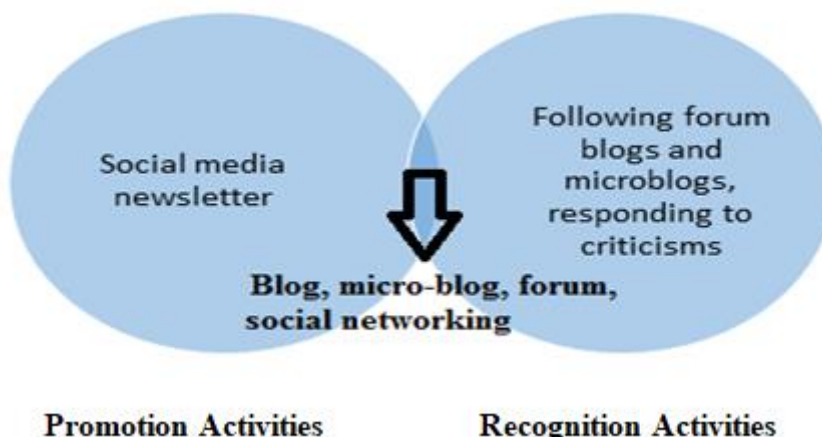 Social media
newsletter
Following forum
blogs and
microblogs,
responding to
criticisms
Blog, micro-blog, forum,
social networking
Promotion Activities
Recognition Activities